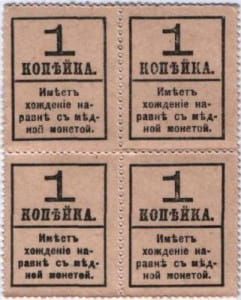 1 1
КОПѢЙКА. КОПѢЙКА.
Имѣетъ Имѣетъ
хожденіе на- хожденіе на-
равнѣ съ мѣд- равнѣ съ мѣд-
ной монетой. ной монетой.
1 1
КОПѢЙКА. КОПѢЙКА.
Имѣетъ Имѣетъ
хожденіе на- хожденіе на-
равнѣ съ мѣд- равнѣ съ мѣд-
ной монетой. ной монетой.